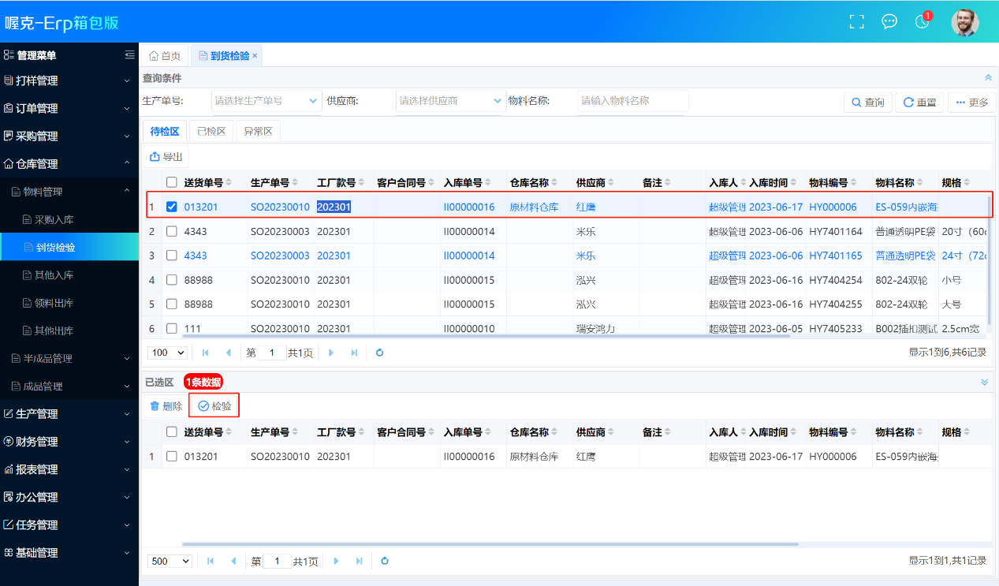 喔克-Erp箱包版
1
管理菜单
打样管理
订单管理
采购管理
仓库管理
物料管理
采购入库
到货检验
其他入库
领料出库
其他出库
半成品管理
成品管理
生产管理
财务管理
报表管理
办公管理
任务管理
基础管理
首页 到货检验 ×
查询条件
生产单号: 请选择生产单号 供应商: 请选择供应商 物料名称: 请输入物料名称 查询 重置 更多
待检区 已检区 异常区
导出
送货单号 生产单号 工厂款号 客户合同号 入库单号 仓库名称 供应商 备注 入库人 入库时间 物料编号 物料名称 规格
1 013201 SO20230010 202301 II00000016 原材料仓库 红鹰 超级管理 2023-06-17 HY000006 ES-059内嵌海
2 4343 SO20230003 202301 II00000014 米乐 超级管理 2023-06-06 HY7401164 普通透明PE袋 20寸（60c
3 4343 SO20230003 202301 II00000014 米乐 超级管理 2023-06-06 HY7401165 普通透明PE袋 24寸（72c
4 88988 SO20230010 202301 II00000015 泓兴 超级管理 2023-06-16 HY7404254 802-24双轮 小号
5 88988 SO20230010 202301 II00000015 泓兴 超级管理 2023-06-16 HY7404255 802-24双轮 大号
6 111 SO20230010 202301 II00000010 瑞安鸿力 超级管理 2023-06-05 HY7405233 B002插扣测试 2.5cm宽
100 第 1 共1页 显示1到6,共6记录
已选区 1条数据
删除 检验
送货单号 生产单号 工厂款号 客户合同号 入库单号 仓库名称 供应商 备注 入库人 入库时间 物料编号 物料名称 规格
1 013201 SO20230010 202301 II00000016 原材料仓库 红鹰 超级管理 2023-06-17 HY000006 ES-059内嵌海
500 第 1 共1页 显示1到1,共1记录